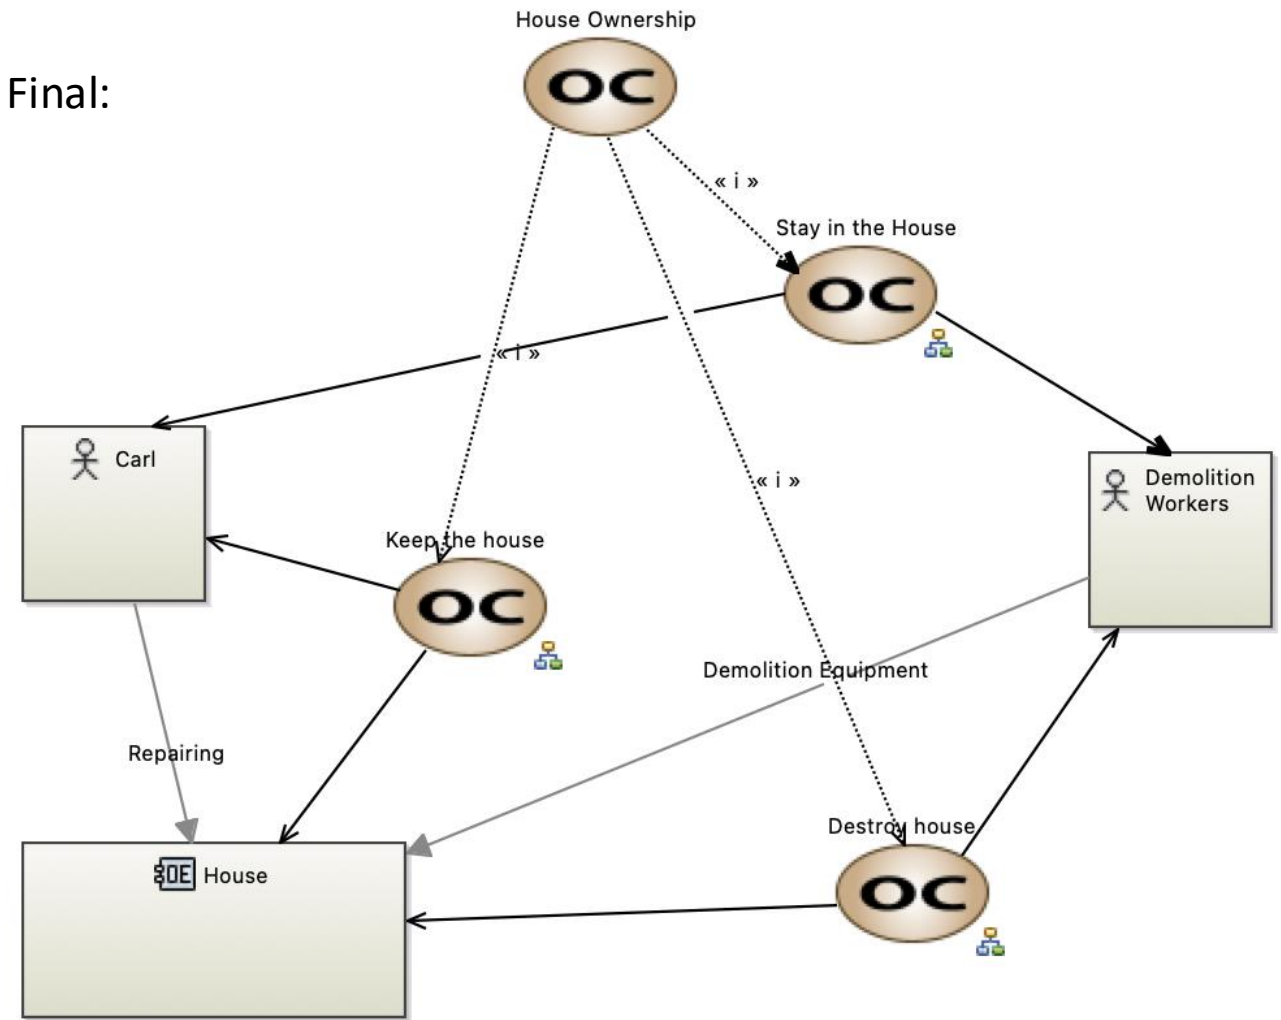 House Ownership
OC
Final:
« i »
Stay in the House
OC
« i »
Carl
Demolition
Workers
« i »
Keep the house
OC
Demolition Equipment
Repairing
Destroy house
OE House
OC